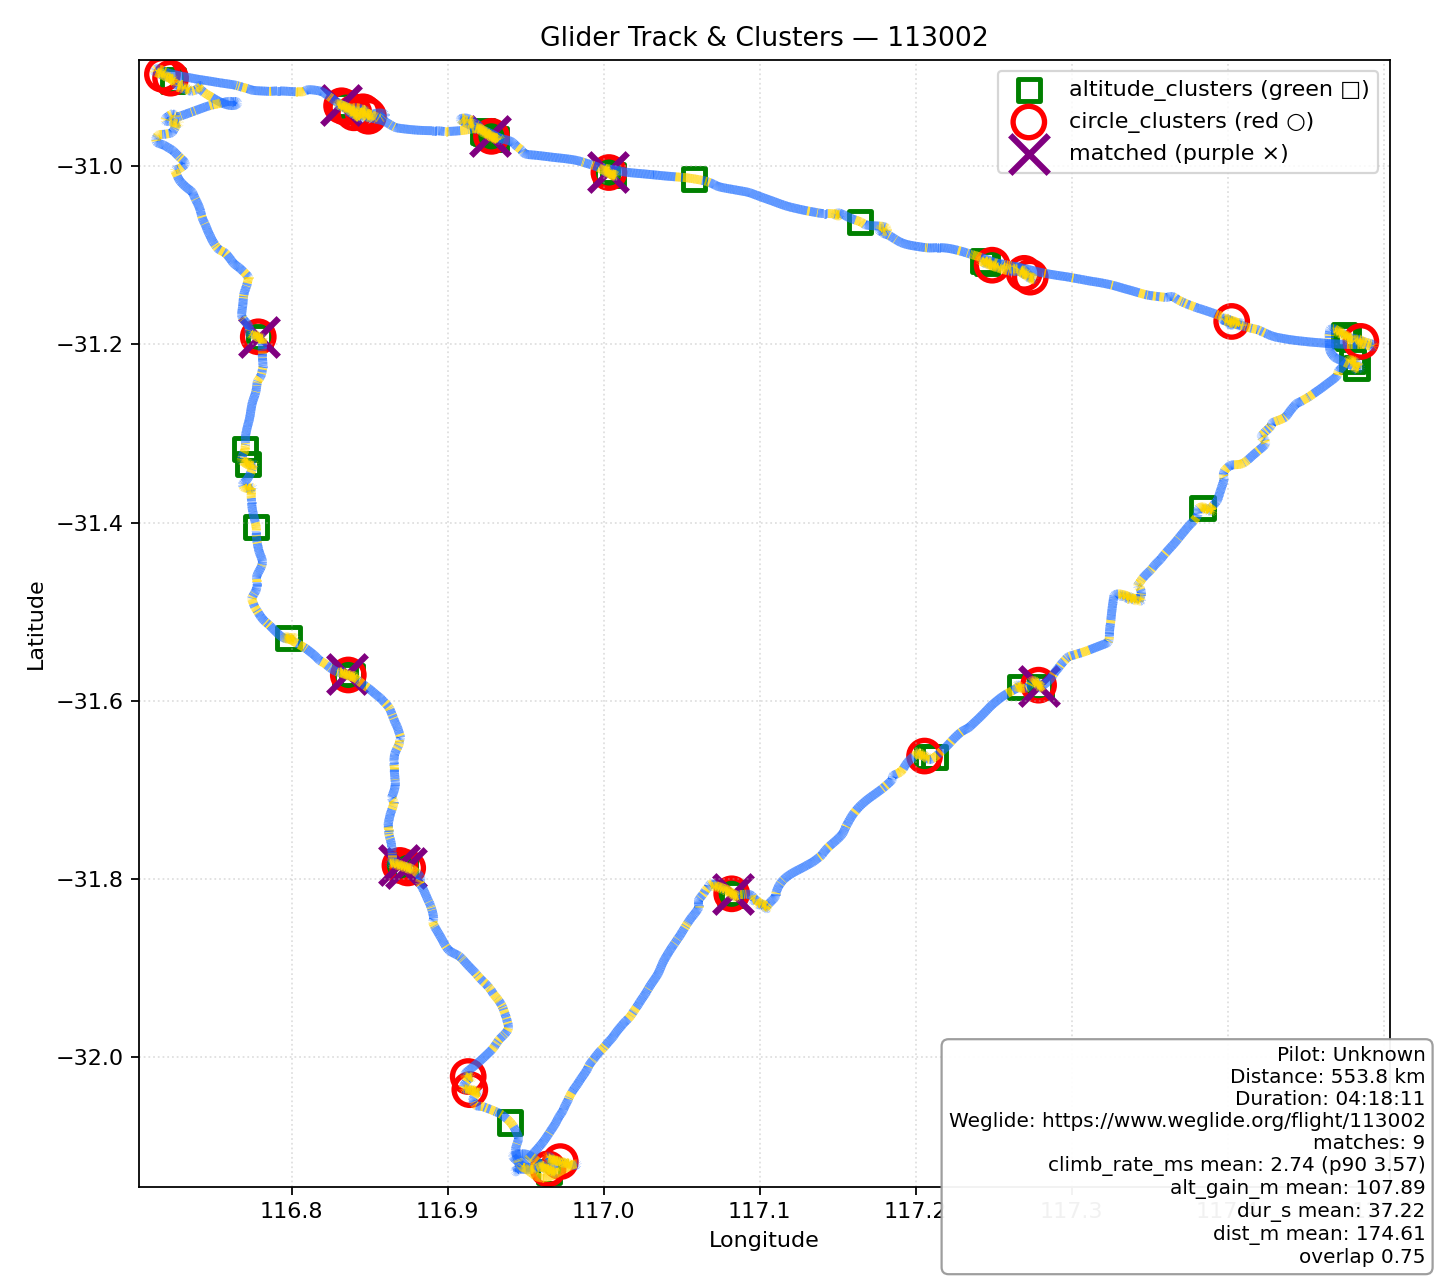 Glider Track & Clusters — 113002
altitude_clusters (green □)
circle_clusters (red ○)
matched (purple ×)
Latitude
−31.0
−31.2
−31.4
−31.6
−31.8
−32.0
116.8
116.9
117.0
117.1
117.2
117.3
Longitude
Pilot: Unknown
Distance: 553.8 km
Duration: 04:18:11
Weglide: https://www.weglide.org/flight/113002
matches: 9
climb_rate_ms mean: 2.74 (p90 3.57)
alt_gain_m mean: 107.89
dur_s mean: 37.22
dist_m mean: 174.61
overlap 0.75